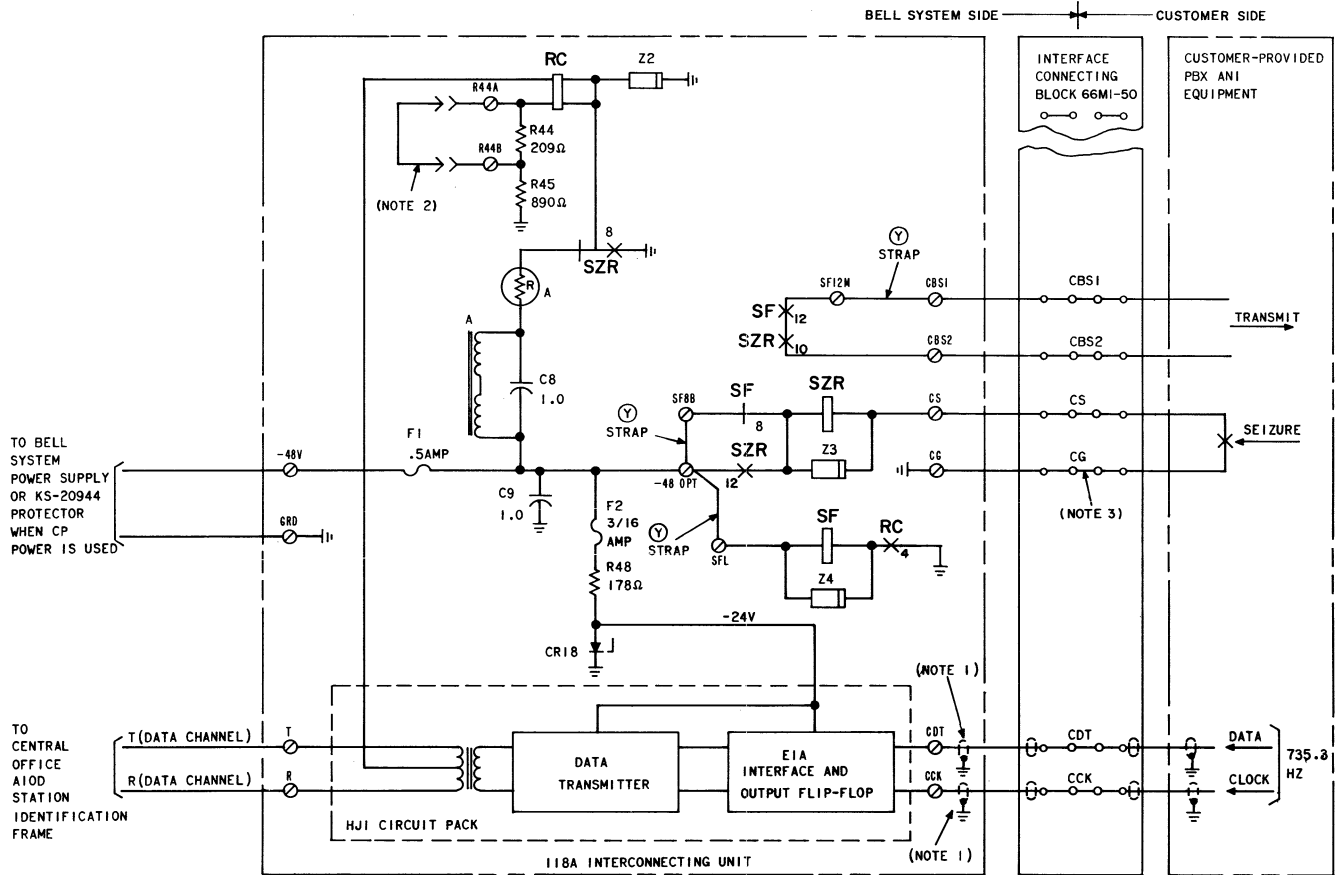 BELL SYSTEM SIDE
CUSTOMER SIDE
INTERFACE
CONNECTING
BLOCK 66M1-50
CUSTOMER-PROVIDED
PBX ANI
EQUIPMENT
RC
Z2
R44A
R44
209Ω
R44B
R45
890Ω
(NOTE 2)
8
SZR
R
A
A
C8
1.0
Y
STRAP
SF12M
CBS1
CBS1
SF
12
TRANSMIT
SZR
10
CBS2
CBS2
SZR
SF
SF8B
8
CS
CS
Y
STRAP
SEIZURE
TO BELL
SYSTEM
POWER SUPPLY
OR KS-20944
PROTECTOR
WHEN CP
POWER IS USED
F1
.5AMP
-48V
SZR
Z3
CG
CG
-48 OPT
12
C9
1.0
F2
3/16
AMP
(NOTE 3)
GRD
Y
STRAP
SF
RC
4
SFL
Z4
R48
178Ω
-24V
CR18
(NOTE 1)
TO
CENTRAL
OFFICE
AIOD
STATION
IDENTIFICATION
FRAME
T(DATA CHANNEL)
T
R(DATA CHANNEL)
R
DATA
TRANSMITTER
EIA
INTERFACE AND
OUTPUT FLIP-FLOP
CDT
CDT
DATA
735.3
HZ
CCK
CCK
CLOCK
HJ1 CIRCUIT PACK
(NOTE 1)
118A INTERCONNECTING UNIT